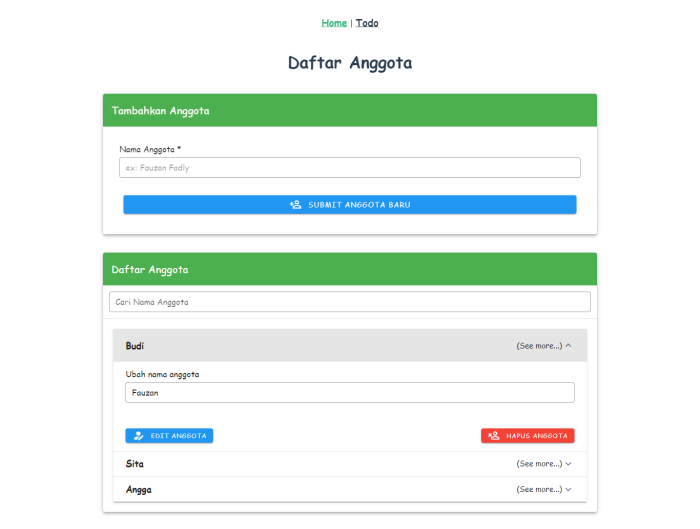 Home | Todo
Daftar Anggota
Tambahkan Anggota
Nama Anggota *
ex: Fauzan Fadly
SUBMIT ANGGOTA BARU
Daftar Anggota
Cari Nama Anggota
Budi (See more...)
Ubah nama anggota
Fauzan
EDIT ANGGOTA HAPUS ANGGOTA
Sita (See more...)
Angga (See more...)